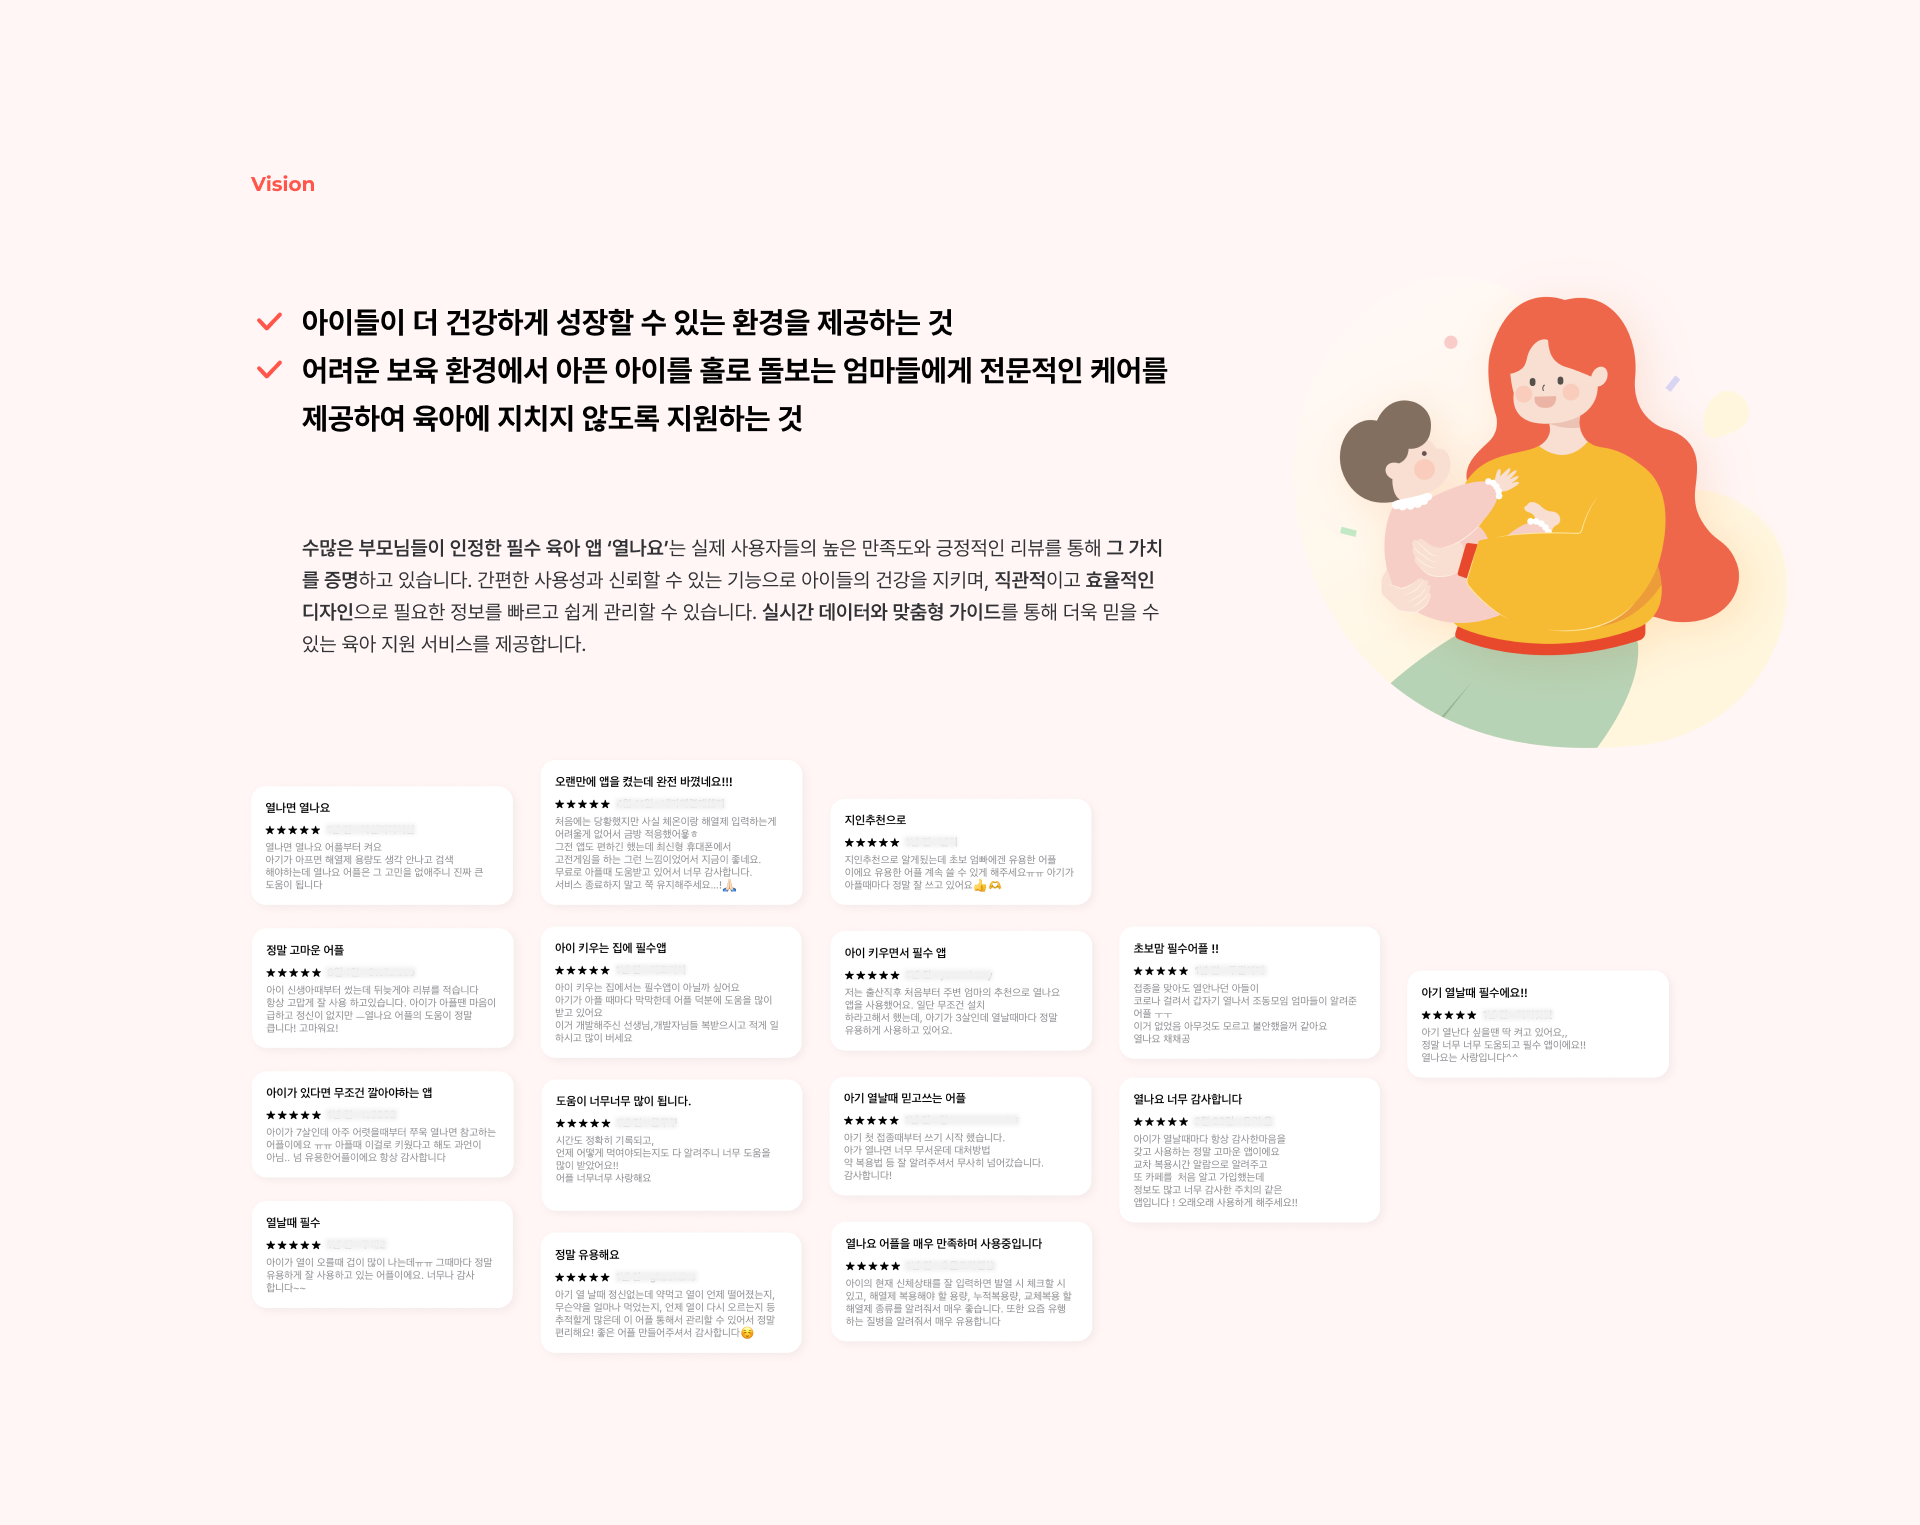 Vision
아이들이 더 건강하게 성장할 수 있는 환경을 제공하는 것
어려운 보육 환경에서 아픈 아이를 홀로 돌보는 엄마들에게 전문적인 케어를
제공하여 육아에 지치지 않도록 지원하는 것
수많은 부모님들이 인정한 필수 육아 앱 ‘열나요’는 실제 사용자들의 높은 만족도와 긍정적인 리뷰를 통해 그 가치
를 증명하고 있습니다. 간편한 사용성과 신뢰할 수 있는 기능으로 아이들의 건강을 지키며, 직관적이고 효율적인
디자인으로 필요한 정보를 빠르고 쉽게 관리할 수 있습니다. 실시간 데이터와 맞춤형 가이드를 통해 더욱 믿을 수
있는 육아 지원 서비스를 제공합니다.
열나면 열나요
★★★★★
열나면 열나요 어플부터 켜요
아기가 아프면 해열제 용량도 생각 안나고 검색
해야하는데 열나요 어플은 그 고민을 없애주니 진짜 큰
도움이 됩니다
정말 고마운 어플
★★★★★
아이 신생아때부터 썼는데 뒤늦게야 리뷰를 적습니다
항상 고맙게 잘 사용 하고있습니다. 아이가 아플땐 마음이
급하고 정신이 없지만 ㅡ열나요 어플의 도움이 정말
큽니다! 고마워요!
아이가 있다면 무조건 깔아야하는 앱
★★★★★
아이가 7살인데 아주 어렷을때부터 쭈욱 열나면 참고하는
어플이에요 ㅠㅠ 아플때 이걸로 키웠다고 해도 과언이
아님.. 넘 유용한어플이에요 항상 감사합니다
열날때 필수
★★★★★
아이가 열이 오를때 겁이 많이 나는데ㅠㅠ 그때마다 정말
유용하게 잘 사용하고 있는 어플이에요. 너무나 감사
합니다~~
오랜만에 앱을 켰는데 완전 바꼈네요!!!
★★★★★
처음에는 당황했지만 사실 체온이랑 해열제 입력하는게
어려울게 없어서 금방 적응했어욯ㅎ
그전 앱도 편하긴 했는데 최신형 휴대폰에서
고전게임을 하는 그런 느낌이었어서 지금이 좋네요.
무료로 아플때 도움받고 있어서 너무 감사합니다.
서비스 종료하지 말고 쭉 유지해주세요...!🙏🏻
아이 키우는 집에 필수앱
★★★★★
아이 키우는 집에서는 필수앱이 아닐까 싶어요
아기가 아플 때마다 막막한데 어플 덕분에 도움을 많이
받고 있어요
이거 개발해주신 선생님,개발자님들 복받으시고 적게 일
하시고 많이 버세요
도움이 너무너무 많이 됩니다.
★★★★★
시간도 정확히 기록되고,
언제 어떻게 먹여야되는지도 다 알려주니 너무 도움을
많이 받았어요!!
어플 너무너무 사랑해요
정말 유용해요
★★★★★
아기 열 날때 정신없는데 약먹고 열이 언제 떨어졌는지,
무슨약을 얼마나 먹었는지, 언제 열이 다시 오르는지 등
추적할게 많은데 이 어플 통해서 관리할 수 있어서 정말
편리해요! 좋은 어플 만들어주셔서 감사합니다☺️
지인추천으로
★★★★★
지인추천으로 알게됬는데 초보 엄빠에겐 유용한 어플
이에요 유용한 어플 계속 쓸 수 있게 해주세요ㅠㅠ 아기가
아플때마다 정말 잘 쓰고 있어요👍🫶
아이 키우면서 필수 앱
★★★★★
저는 출산직후 처음부터 주변 엄마의 추천으로 열나요
앱을 사용했어요. 일단 무조건 설치
하라고해서 했는데, 아기가 3살인데 열날때마다 정말
유용하게 사용하고 있어요.
아기 열날때 믿고쓰는 어플
★★★★★
아기 첫 접종때부터 쓰기 시작 했습니다.
아가 열나면 너무 무서운데 대처방법
약 복용법 등 잘 알려주셔서 무사히 넘어갔습니다.
감사합니다!
열나요 어플을 매우 만족하며 사용중입니다
★★★★★
아이의 현재 신체상태를 잘 입력하면 발열 시 체크할 시
있고, 해열제 복용해야 할 용량, 누적복용량, 교체복용 할
해열제 종류를 알려줘서 매우 좋습니다. 또한 요즘 유행
하는 질병을 알려줘서 매우 유용합니다
초보맘 필수어플 !!
★★★★★
접종을 맞아도 열안나던 아들이
코로나 걸려서 갑자기 열나서 조동모임 엄마들이 알려준
어플 ㅜㅜ
이거 없었음 아무것도 모르고 불안했을꺼 같아요
열나요 채채공
열나요 너무 감사합니다
★★★★★
아이가 열날때마다 항상 감사한마음을
갖고 사용하는 정말 고마운 앱이에요
교차 복용시간 알람으로 알려주고
또 카페를  처음 알고 가입했는데
정보도 많고 너무 감사한 주치의 같은
앱입니다 ! 오래오래 사용하게 해주세요!!
아기 열날때 필수에요!!
★★★★★
아기 열난다 싶을땐 딱 켜고 있어요,,
정말 너무 너무 도움되고 필수 앱이에요!!
열나요는 사랑입니다^^